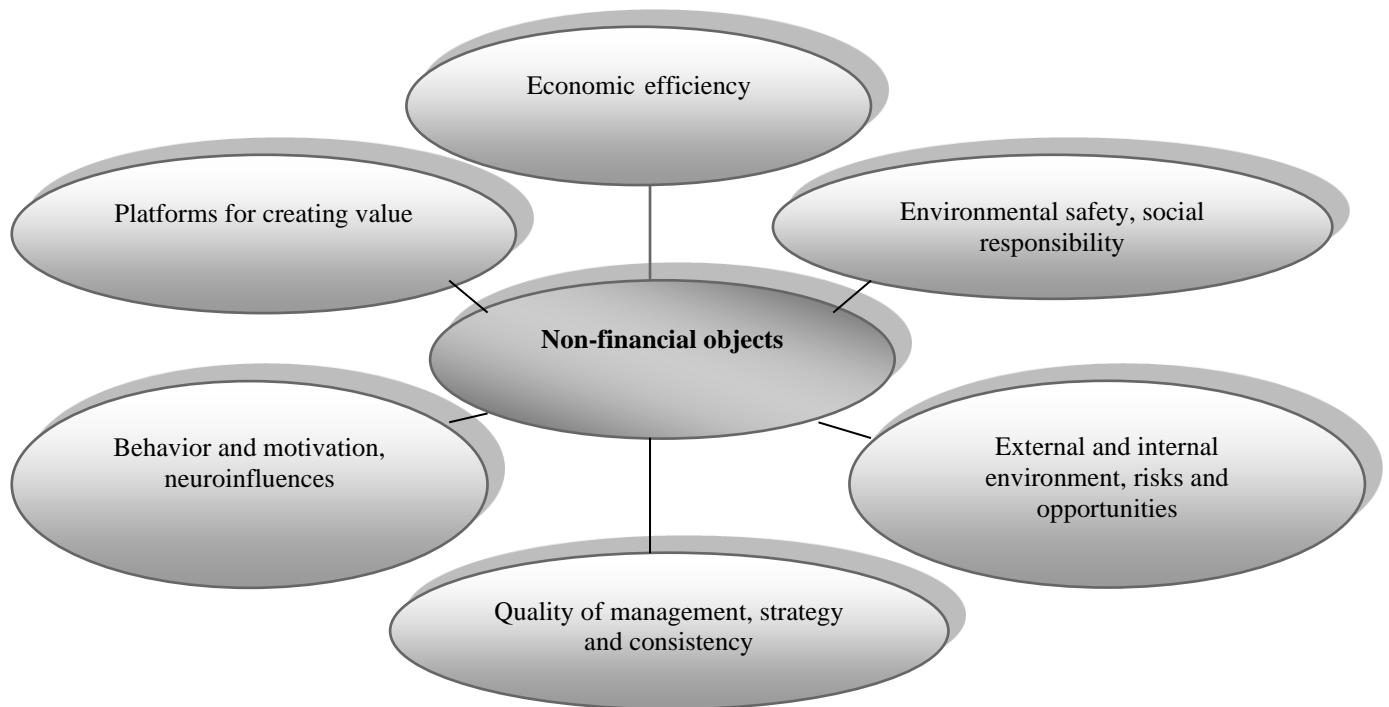 Economic efficiency
Platforms for creating value
Environmental safety, social
responsibility
Non-financial objects
Behavior and motivation,
neuroinfluences
External and internal
environment, risks and
opportunities
Quality of management, strategy
and consistency